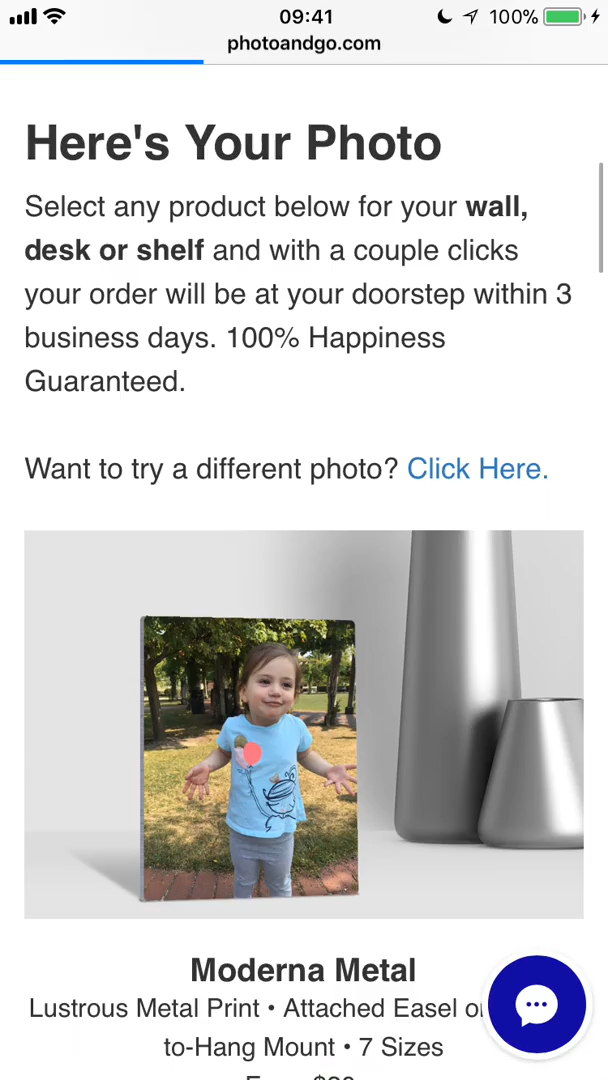 09:41
100%
photoandgo.com
Here's Your Photo
Select any product below for your wall,
desk or shelf and with a couple clicks
your order will be at your doorstep within 3
business days. 100% Happiness
Guaranteed.
Want to try a different photo? Click Here.
Moderna Metal
Lustrous Metal Print • Attached Easel or
to-Hang Mount • 7 Sizes